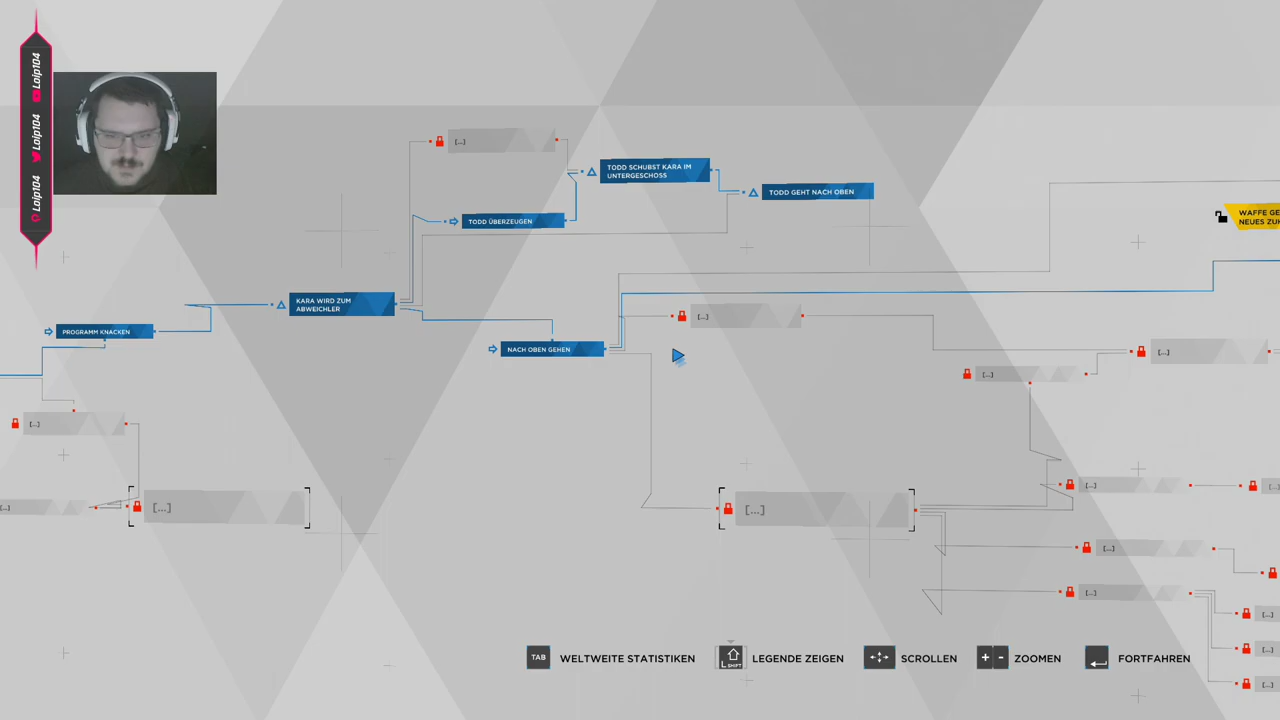 Loip104
Loip104
Loip104
[...]
TODD SCHUBST KARA IM
UNTERGESCHOSS
TODD GEHT NACH OBEN
TODD ÜBERZEUGEN
WAFFE GE
NEUES ZUK
KARA WIRD ZUM
ABWEICHLER
PROGRAMM KNACKEN
[...]
NACH OBEN GEHEN
[...]
[...]
[...]
[...]
[...]
[...]
[...]
[...]
[...]
[...]
[...]
[...]
[...]
[...]
TAB WELTWEITE STATISTIKEN
L SHIFT LEGENDE ZEIGEN
SCROLLEN
+ - ZOOMEN
FORTFAHREN